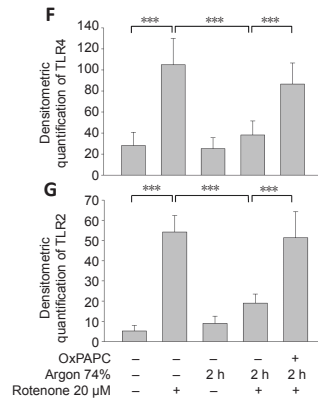 F
*** *** ***
Densitometric
quantification of TLR4
140
120
100
80
60
40
20
0
G
*** *** ***
Densitometric
quantification of TLR2
70
60
50
40
30
20
10
0
OxPAPC – – – – +
Argon 74% – – 2 h 2 h 2 h
Rotenone 20 µM – + – + +